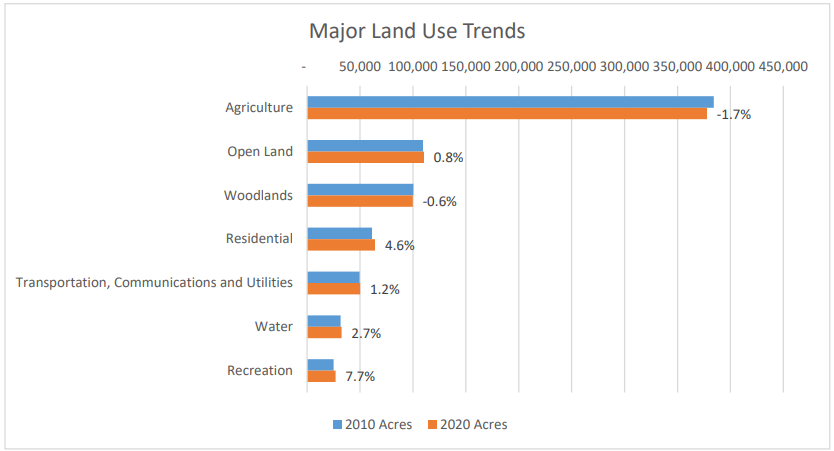 Major Land Use Trends
- 50,000 100,000 150,000 200,000 250,000 300,000 350,000 400,000 450,000
Agriculture
-1.7%
Open Land
0.8%
Woodlands
-0.6%
Residential
4.6%
Transportation, Communications and Utilities
1.2%
Water
2.7%
Recreation
7.7%
2010 Acres 2020 Acres